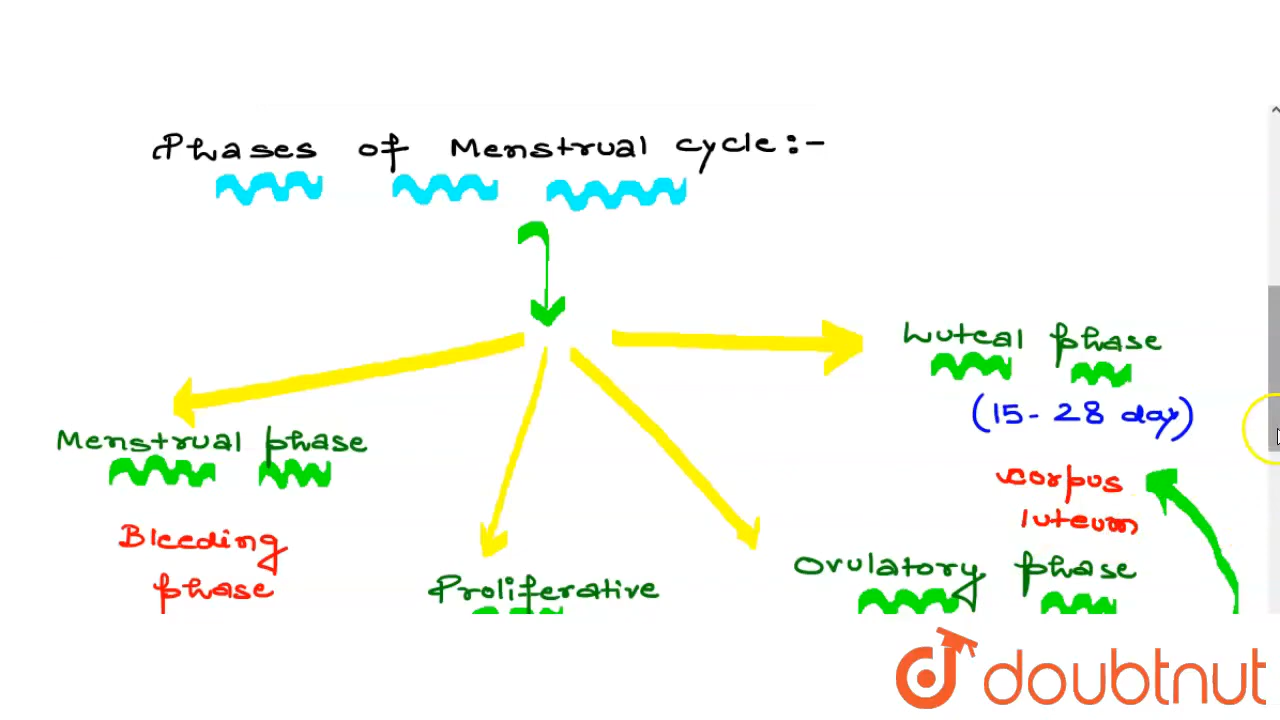 Phases of Menstrual cycle:-
Luteal phase
(15-28 day)
corpus
luteum
Menstrual phase
Bleeding
phase
Proliferative
Ovulatory phase
doubtnut